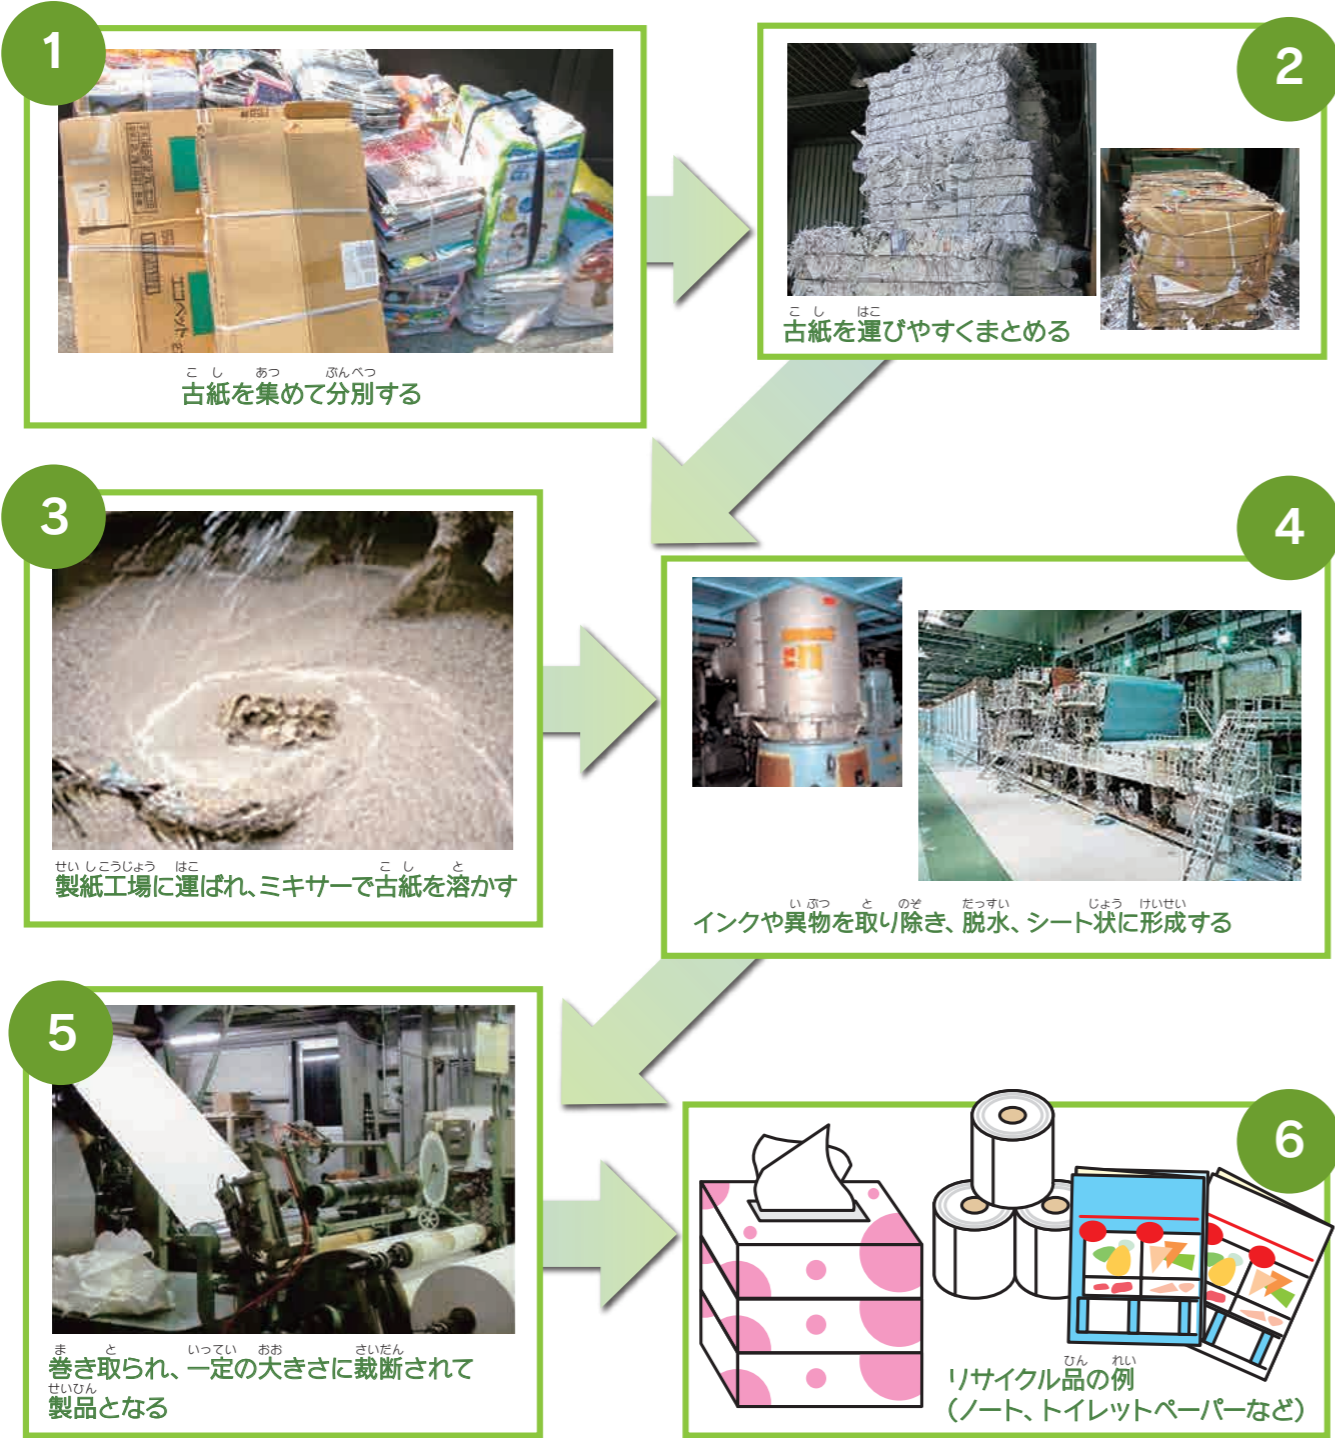 1
古紙を集めて分別する
2
古紙を運びやすくまとめる
3
製紙工場に運ばれ、ミキサーで古紙を溶かす
4
インクや異物を取り除き、脱水、シート状に形成する
5
巻き取られ、一定の大きさに裁断されて
製品となる
6
リサイクル品の例
(ノート、トイレットペーパーなど)